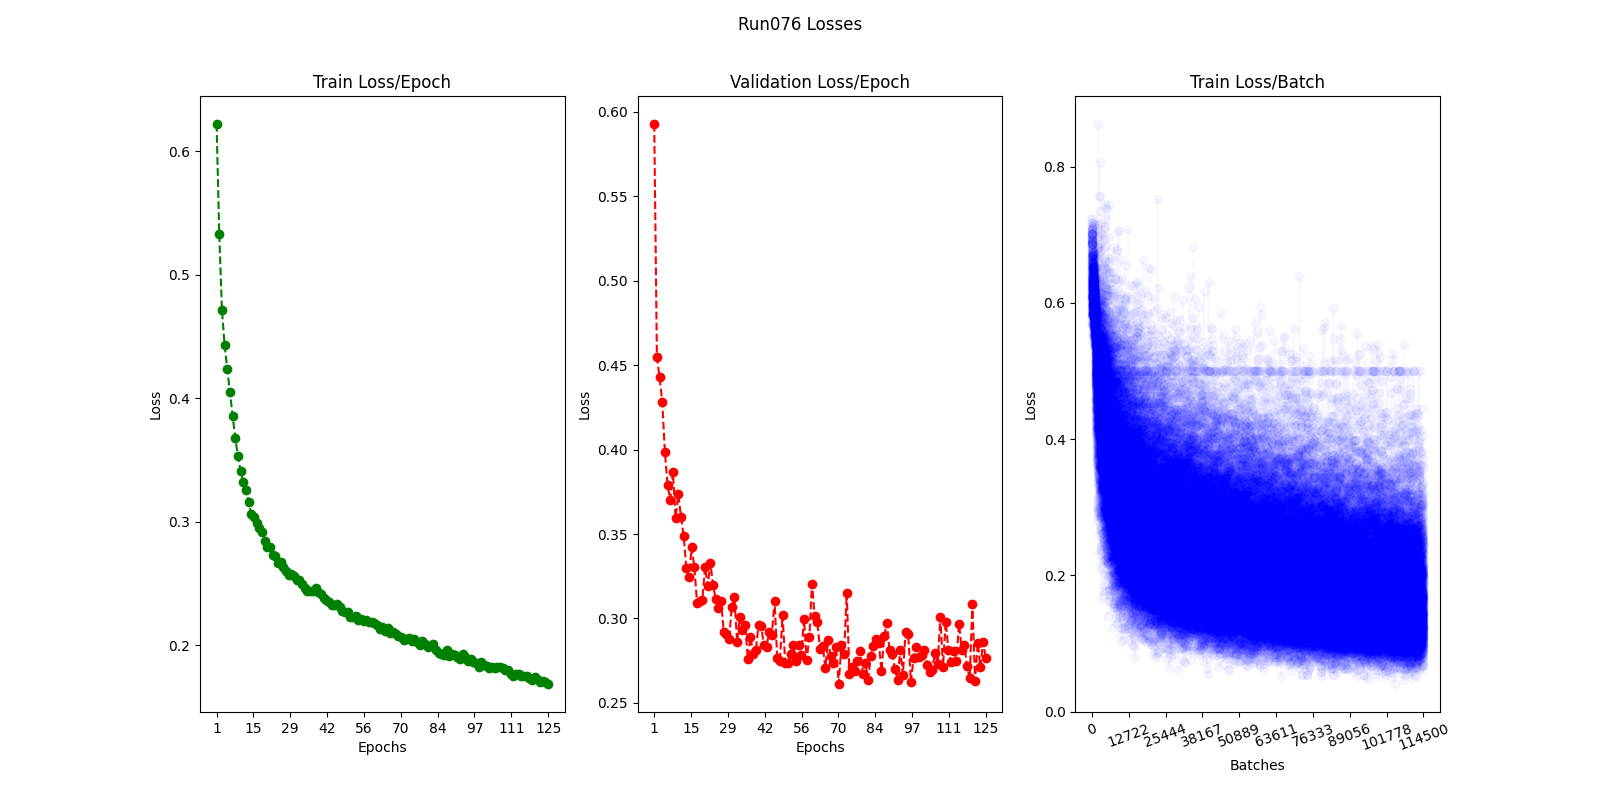 Run076 Losses
Train Loss/Epoch
Loss
0.6
0.5
0.4
0.3
0.2
1 15 29 42 56 70 84 97 111 125
Epochs
Validation Loss/Epoch
Loss
0.60
0.55
0.50
0.45
0.40
0.35
0.30
0.25
1 15 29 42 56 70 84 97 111 125
Epochs
Train Loss/Batch
Loss
0.8
0.6
0.4
0.2
0.0
0 12722 25444 38167 50889 63611 76333 89056 101778 114500
Batches